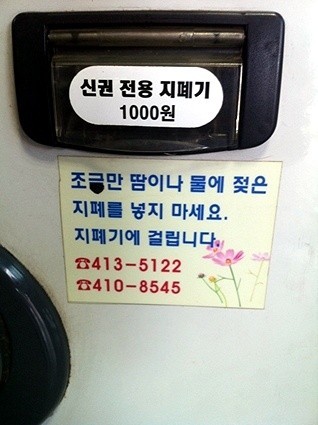 신권 전용 지폐기
1000원
조금만 땀이나 물에 젖은
지폐를 넣지 마세요.
지폐기에 걸립니다
☎413-5122
☎410-8545